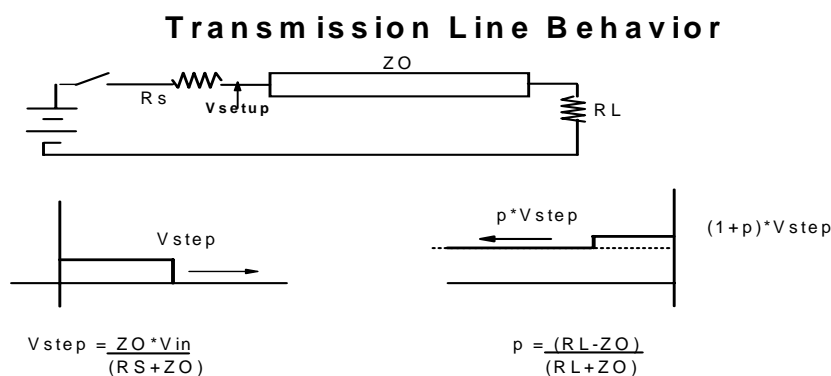 Transmission Line Behavior
ZO
Rs
Vsetup
RL
Vstep
p*Vstep
(1+p)*Vstep
Vstep = ZO*Vin
(RS+ZO)
p = (RL-ZO)
(RL+ZO)